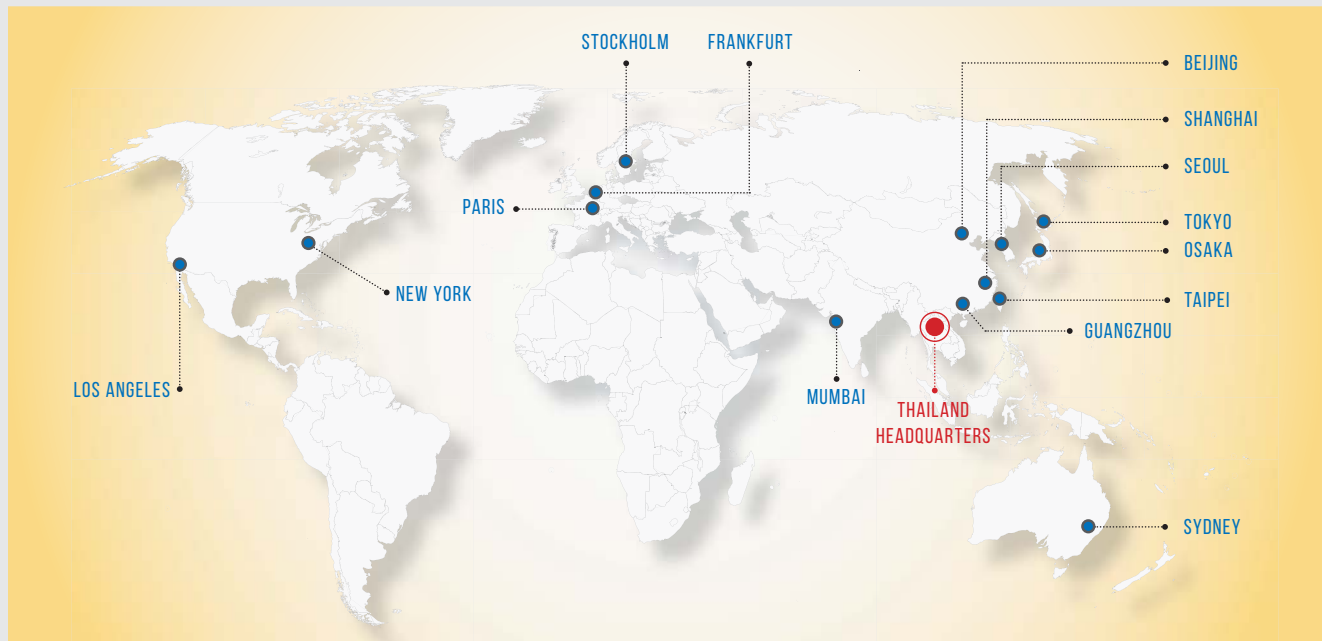 STOCKHOLM
FRANKFURT
BEIJING
SHANGHAI
SEOUL
PARIS
TOKYO
OSAKA
NEW YORK
TAIPEI
GUANGZHOU
LOS ANGELES
MUMBAI
THAILAND
HEADQUARTERS
SYDNEY